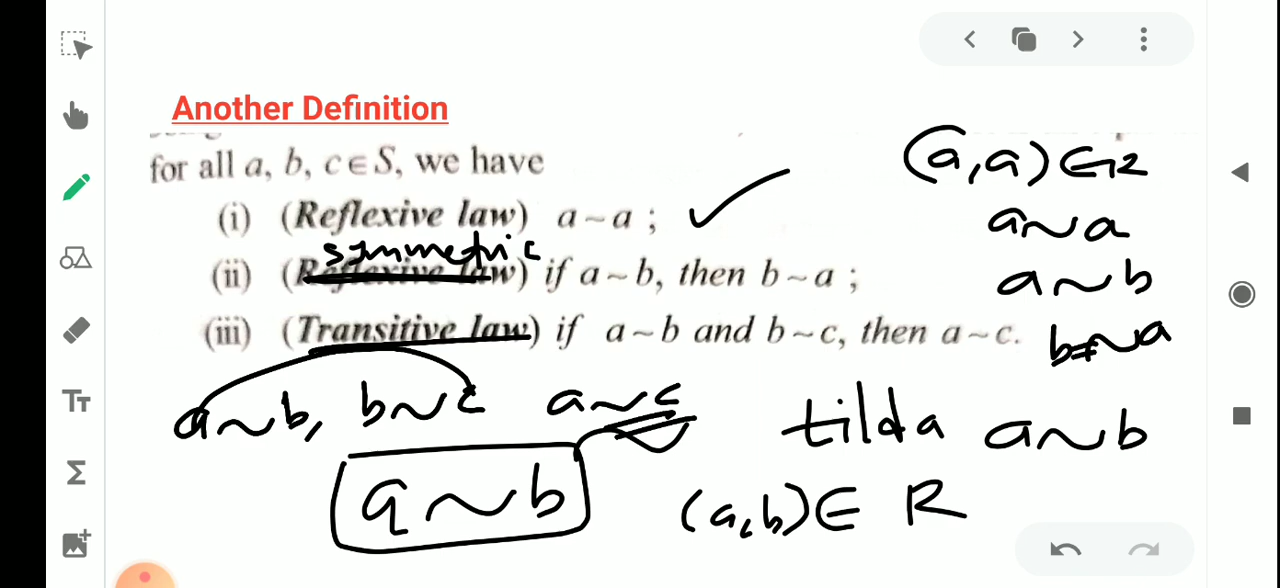 Another Definition
for all a, b, c ∈ S, we have
(i) (Reflexive law) a ~ a ;
symmetric
(ii) (Reflexive law) if a ~ b, then b ~ a ;
(iii) (Transitive law) if a ~ b and b ~ c, then a ~ c.
(a,a) ∈ R
a ~ a
a ~ b
b ~ a
a ~ b, b ~ c a ~ c
tilda a ~ b
a ~ b
(a,b) ∈ R
Tт
Σ